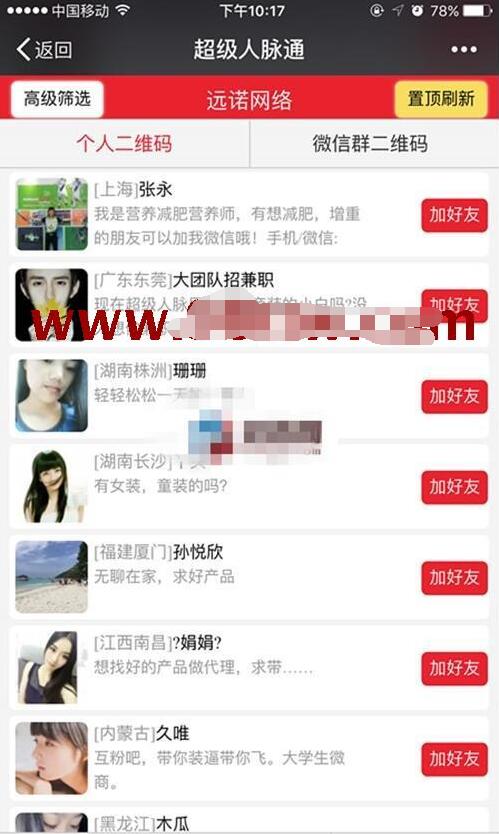 中国移动 下午10:17 78%
返回 超级人脉通
高级筛选 远诺网络 置顶刷新
个人二维码 微信群二维码
[上海]张永
我是营养减肥营养师，有想减肥，增重
的朋友可以加我微信哦！手机/微信:
加好友
[广东东莞]大团队招兼职
现在超级人脉 童装的小白吗?没
想
加好友
www. m
[湖南株洲]珊珊
轻轻松松一天
加好友
[湖南长沙]
有女装，童装的吗?
加好友
[福建厦门]孙悦欣
无聊在家，求好产品
加好友
[江西南昌]?娟娟?
想找好的产品做代理，求带……
加好友
[内蒙古]久唯
互粉吧，带你装逼带你飞。大学生微
商。
加好友
[黑龙江]木瓜